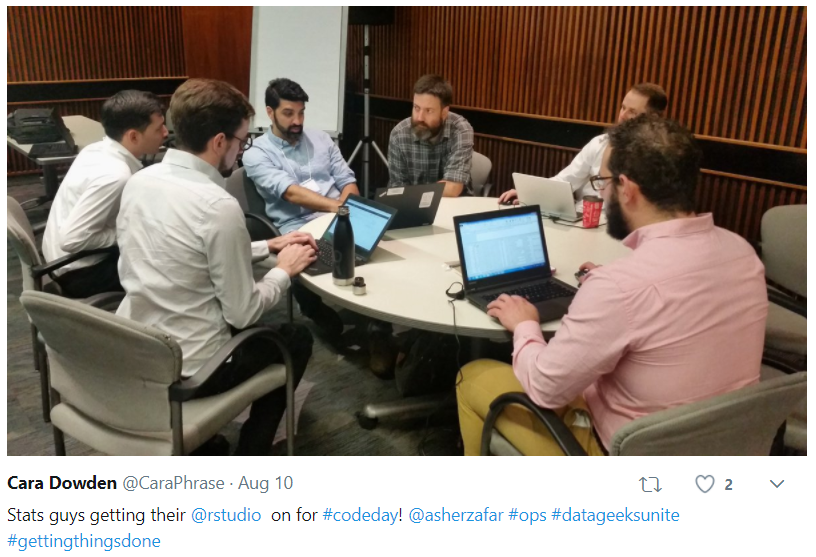 Cara Dowden @CaraPhrase · Aug 10
2
Stats guys getting their @rstudio on for #codeday! @asherzafar #ops #datageeksunite
#gettingthingsdone